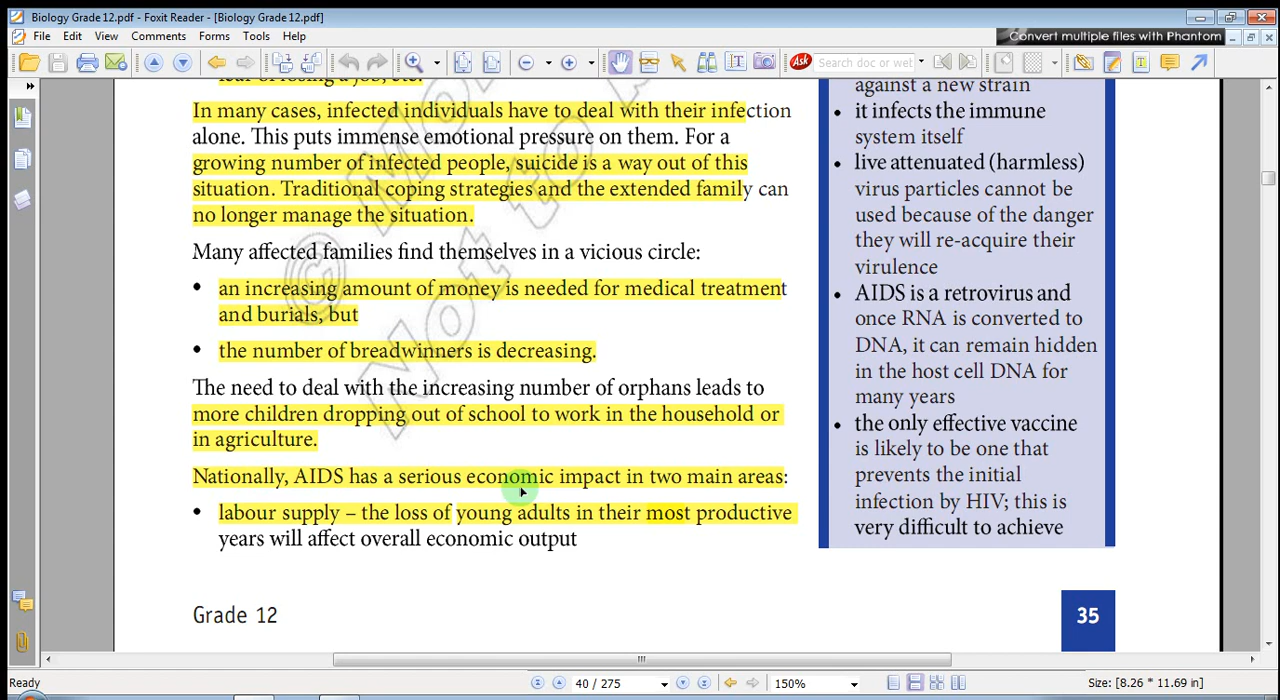 Biology Grade 12.pdf - Foxit Reader - [Biology Grade 12.pdf]
File Edit View Comments Forms Tools Help
Convert multiple files with Phantom
Ask Search doc or wel
In many cases, infected individuals have to deal with their infection
alone. This puts immense emotional pressure on them. For a
growing number of infected people, suicide is a way out of this
situation. Traditional coping strategies and the extended family can
no longer manage the situation.
Many affected families find themselves in a vicious circle:
• an increasing amount of money is needed for medical treatment
and burials, but
• the number of breadwinners is decreasing.
The need to deal with the increasing number of orphans leads to
more children dropping out of school to work in the household or
in agriculture.
Nationally, AIDS has a serious economic impact in two main areas:
• labour supply – the loss of young adults in their most productive
years will affect overall economic output
against a new strain
• it infects the immune
system itself
• live attenuated (harmless)
virus particles cannot be
used because of the danger
they will re-acquire their
virulence
• AIDS is a retrovirus and
once RNA is converted to
DNA, it can remain hidden
in the host cell DNA for
many years
• the only effective vaccine
is likely to be one that
prevents the initial
infection by HIV; this is
very difficult to achieve
Grade 12
35
Ready
40 / 275
150%
Size: [8.26 * 11.69 in]